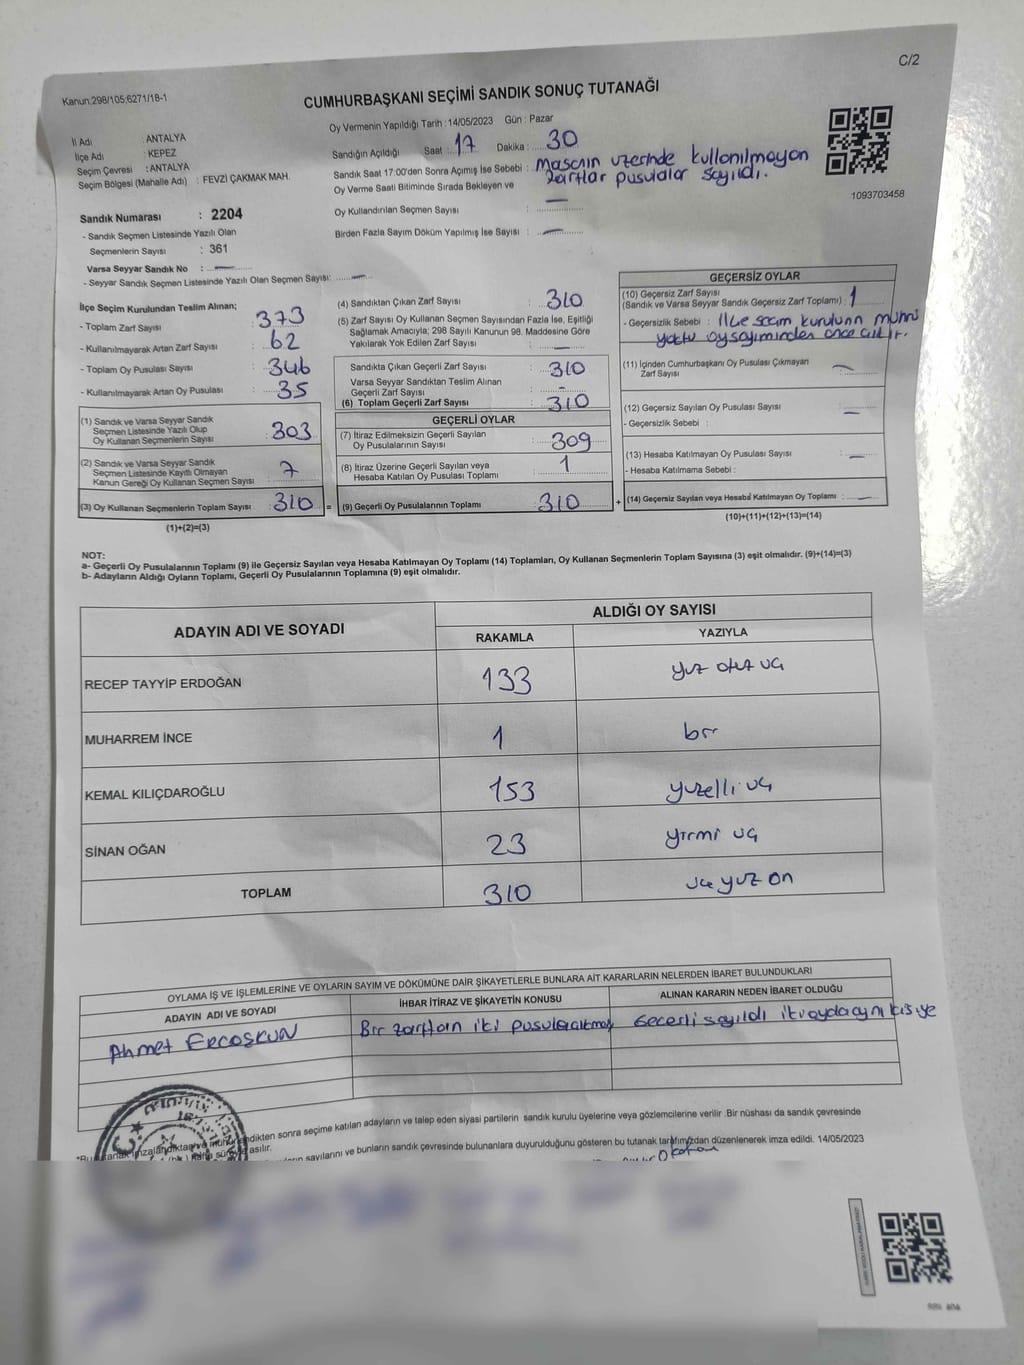 C/2
Kanun:298/105;6271/18-1
CUMHURBAŞKANI SEÇİMİ SANDIK SONUÇ TUTANAĞI
Oy Vermenin Yapıldığı Tarih : 14/05/2023 Gün : Pazar
İl Adı : ANTALYA
İlçe Adı : KEPEZ
Seçim Çevresi : ANTALYA
Seçim Bölgesi (Mahalle Adı) : FEVZİ ÇAKMAK MAH.
Sandığın Açıldığı Saat : 17 Dakika : 30
Sandık Saat 17:00'den Sonra Açımış İse Sebebi : Masanın üzerinde kullanılmayan
zarflar pusulalar sayıldı.
Oy Verme Saati Bitiminde Sırada Bekleyen ve
Oy Kullandırılan Seçmen Sayısı : —
Birden Fazla Sayım Döküm Yapılmış İse Sayısı : —
1093703458
Sandık Numarası : 2204
- Sandık Seçmen Listesinde Yazılı Olan
Seçmenlerin Sayısı : 361
Varsa Seyyar Sandık No : —
- Seyyar Sandık Seçmen Listesinde Yazılı Olan Seçmen Sayısı: —
İlçe Seçim Kurulundan Teslim Alınan;
- Toplam Zarf Sayısı : 373
- Kullanılmayarak Artan Zarf Sayısı : 62
- Toplam Oy Pusulası Sayısı : 346
- Kullanılmayarak Artan Oy Pusulası : 35
(1) Sandık ve Varsa Seyyar Sandık
Seçmen Listesinde Yazılı Olup
Oy Kullanan Seçmenlerin Sayısı : 303
(2) Sandık ve Varsa Seyyar Sandık
Seçmen Listesinde Kayıtlı Olmayan
Kanun Gereği Oy Kullanan Seçmen Sayısı : 7
(3) Oy Kullanan Seçmenlerin Toplam Sayısı : 310 =
(1)+(2)=(3)
(4) Sandıktan Çıkan Zarf Sayısı : 310
(5) Zarf Sayısı Oy Kullanan Seçmen Sayısından Fazla İse, Eşitliği
Sağlamak Amacıyla; 298 Sayılı Kanunun 98. Maddesine Göre
Yakılarak Yok Edilen Zarf Sayısı : —
Sandıkta Çıkan Geçerli Zarf Sayısı : 310
Varsa Seyyar Sandıktan Teslim Alınan
Geçerli Zarf Sayısı : -
(6) Toplam Geçerli Zarf Sayısı : 310
GEÇERLİ OYLAR
(7) İtiraz Edilmeksizin Geçerli Sayılan
Oy Pusulalarının Sayısı : 309
(8) İtiraz Üzerine Geçerli Sayılan veya
Hesaba Katılan Oy Pusulası Toplamı : 1
(9) Geçerli Oy Pusulalarının Toplamı : 310 +
GEÇERSİZ OYLAR
(10) Geçersiz Zarf Sayısı
(Sandık ve Varsa Seyyar Sandık Geçersiz Zarf Toplamı) : 1
- Geçersizlik Sebebi : İlçe seçim kurulunn mührü
yoktu oy sayımından önce çıktı.
(11) İçinden Cumhurbaşkanı Oy Pusulası Çıkmayan
Zarf Sayısı : —
(12) Geçersiz Sayılan Oy Pusulası Sayısı : —
- Geçersizlik Sebebi :
(13) Hesaba Katılmayan Oy Pusulası Sayısı : —
- Hesaba Katılmama Sebebi :
(14) Geçersiz Sayılan veya Hesaba Katılmayan Oy Toplamı : —
(10)+(11)+(12)+(13)=(14)
NOT:
a- Geçerli Oy Pusulalarının Toplamı (9) ile Geçersiz Sayılan veya Hesaba Katılmayan Oy Toplamı (14) Toplamları, Oy Kullanan Seçmenlerin Toplam Sayısına (3) eşit olmalıdır. (9)+(14)=(3)
b- Adayların Aldığı Oyların Toplamı, Geçerli Oy Pusulalarının Toplamına (9) eşit olmalıdır.
ADAYIN ADI VE SOYADI ALDIĞI OY SAYISI
RAKAMLA YAZIYLA
RECEP TAYYİP ERDOĞAN 133 yüz otuz üç
MUHARREM İNCE 1 bir
KEMAL KILIÇDAROĞLU 153 yüzelli üç
SİNAN OĞAN 23 yirmi üç
TOPLAM 310 üç yüz on
OYLAMA İŞ VE İŞLEMLERİNE VE OYLARIN SAYIM VE DÖKÜMÜNE DAİR ŞİKAYETLERLE BUNLARA AİT KARARLARIN NELERDEN İBARET BULUNDUKLARI
ADAYIN ADI VE SOYADI İHBAR İTİRAZ VE ŞİKAYETİN KONUSU ALINAN KARARIN NEDEN İBARET OLDUĞU
Ahmet ERCOŞKUN Bir zarftan iki pusula çıkması Geçerli sayıldı iki oyda aynı kişiye
dikten sonra seçime katılan adayların ve talep eden siyasi partilerin sandık kurulu üyelerine veya gözlemcilerine verilir .Bir nüshası da sandık çevresinde
asılır.
sayılarını ve bunların sandık çevresinde bulunanlara duyurulduğunu gösteren bu tutanak tarafımızdan düzenlenerek imza edildi. 14/05/2023